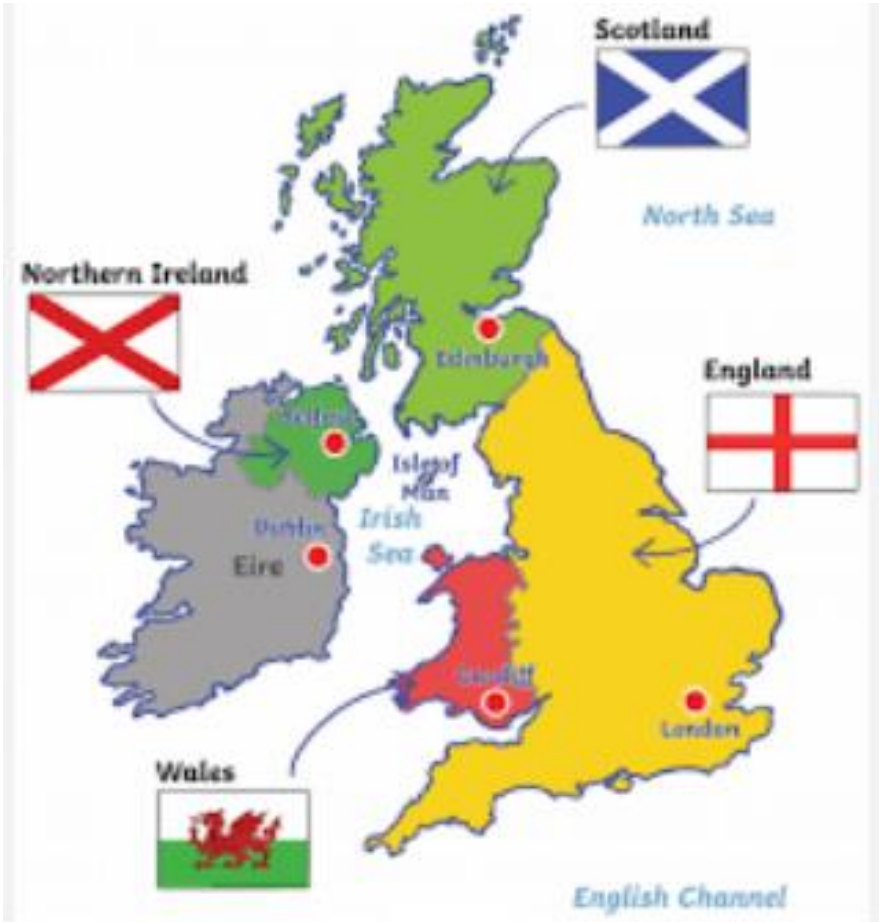 Scotland
North Sea
Northern Ireland
Edinburgh
England
Belfast
Isle of
Man
Irish
Sea
Dublin
Eire
Cardiff
London
Wales
English Channel